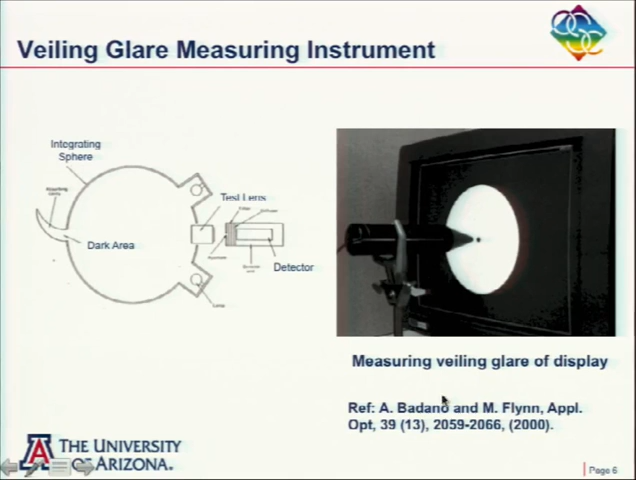 Veiling Glare Measuring Instrument
Integrating
Sphere
Test Lens
Dark Area
Detector
Lamp
Measuring veiling glare of display
Ref: A. Badano and M. Flynn, Appl.
Opt, 39 (13), 2059-2066, (2000).
THE UNIVERSITY
OF ARIZONA.
Page 6